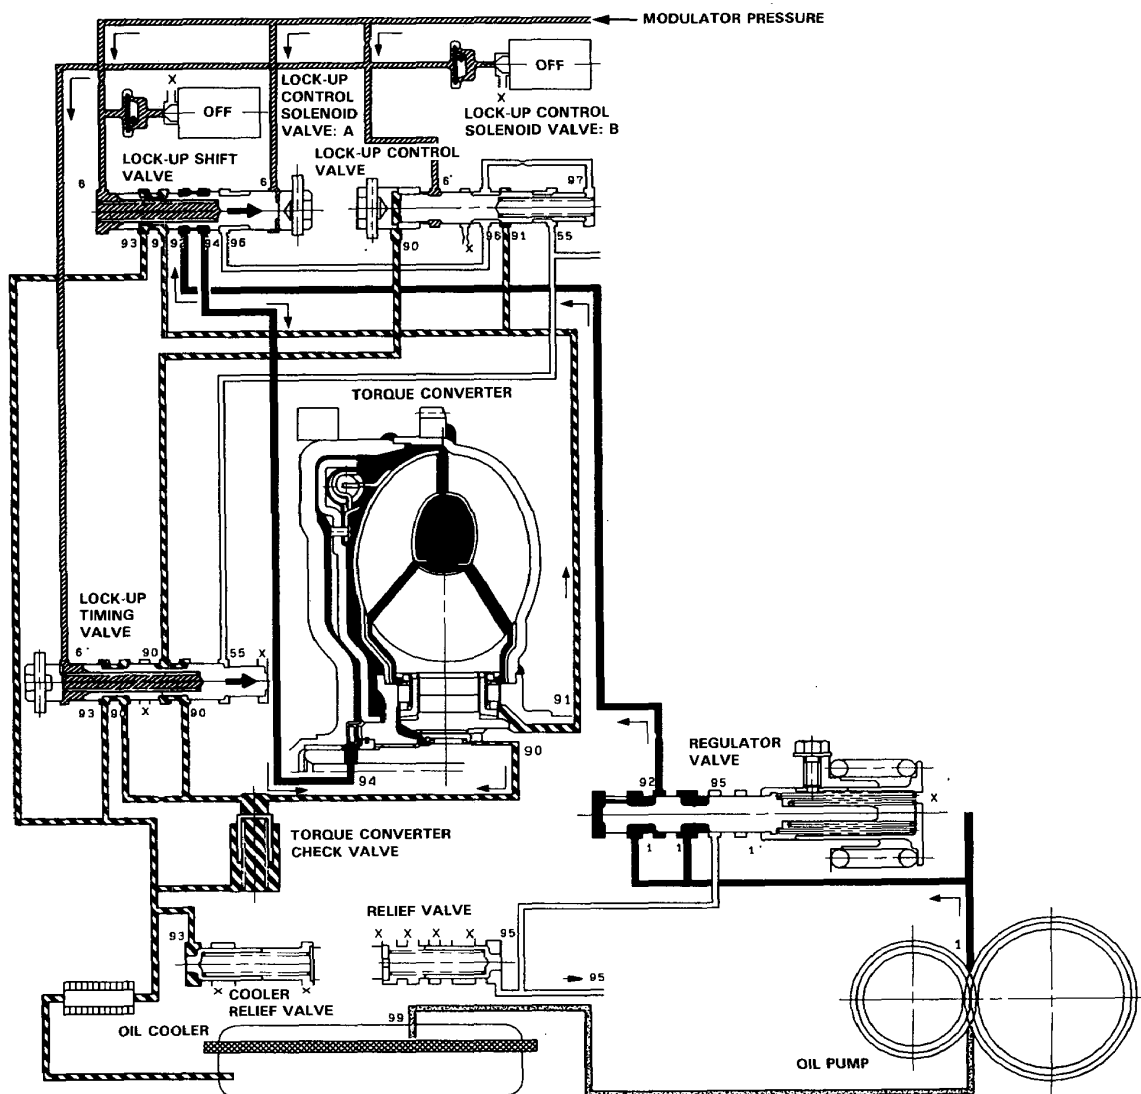 MODULATOR PRESSURE
OFF
X
X
LOCK-UP
CONTROL
SOLENOID
VALVE: A
LOCK-UP CONTROL
SOLENOID VALVE: B
OFF
LOCK-UP SHIFT
VALVE
LOCK-UP CONTROL
VALVE
6
6'
6'
97
93
9
92
94
96
90
X
96
91
55
TORQUE CONVERTER
LOCK-UP
TIMING
VALVE
6'
90
55
X
93
90
X
90
91
90
94
REGULATOR
VALVE
92
95
X
1
1
1'
TORQUE CONVERTER
CHECK VALVE
RELIEF VALVE
X
X
X
X
95
93
1
95
X
X
COOLER
RELIEF VALVE
OIL COOLER
99
OIL PUMP